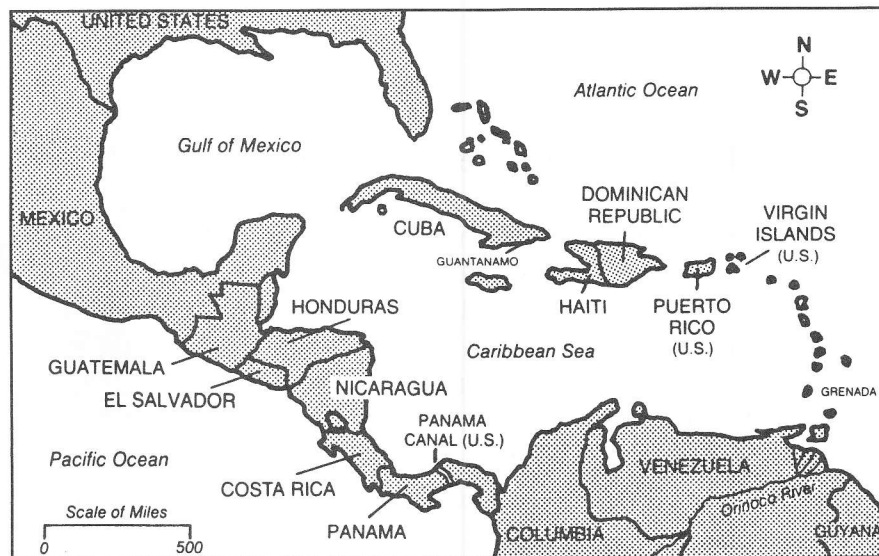 UNITED STATES
N
W
E
S
Atlantic Ocean
Gulf of Mexico
MEXICO
CUBA
GUANTANAMO
DOMINICAN
REPUBLIC
VIRGIN
ISLANDS
(U.S.)
HAITI
PUERTO
RICO
(U.S.)
HONDURAS
Caribbean Sea
GUATEMALA
EL SALVADOR
NICARAGUA
GRENADA
PANAMA
CANAL (U.S.)
Pacific Ocean
COSTA RICA
VENEZUELA
Orinoco River
PANAMA
COLUMBIA
GUYANA
Scale of Miles
0
500